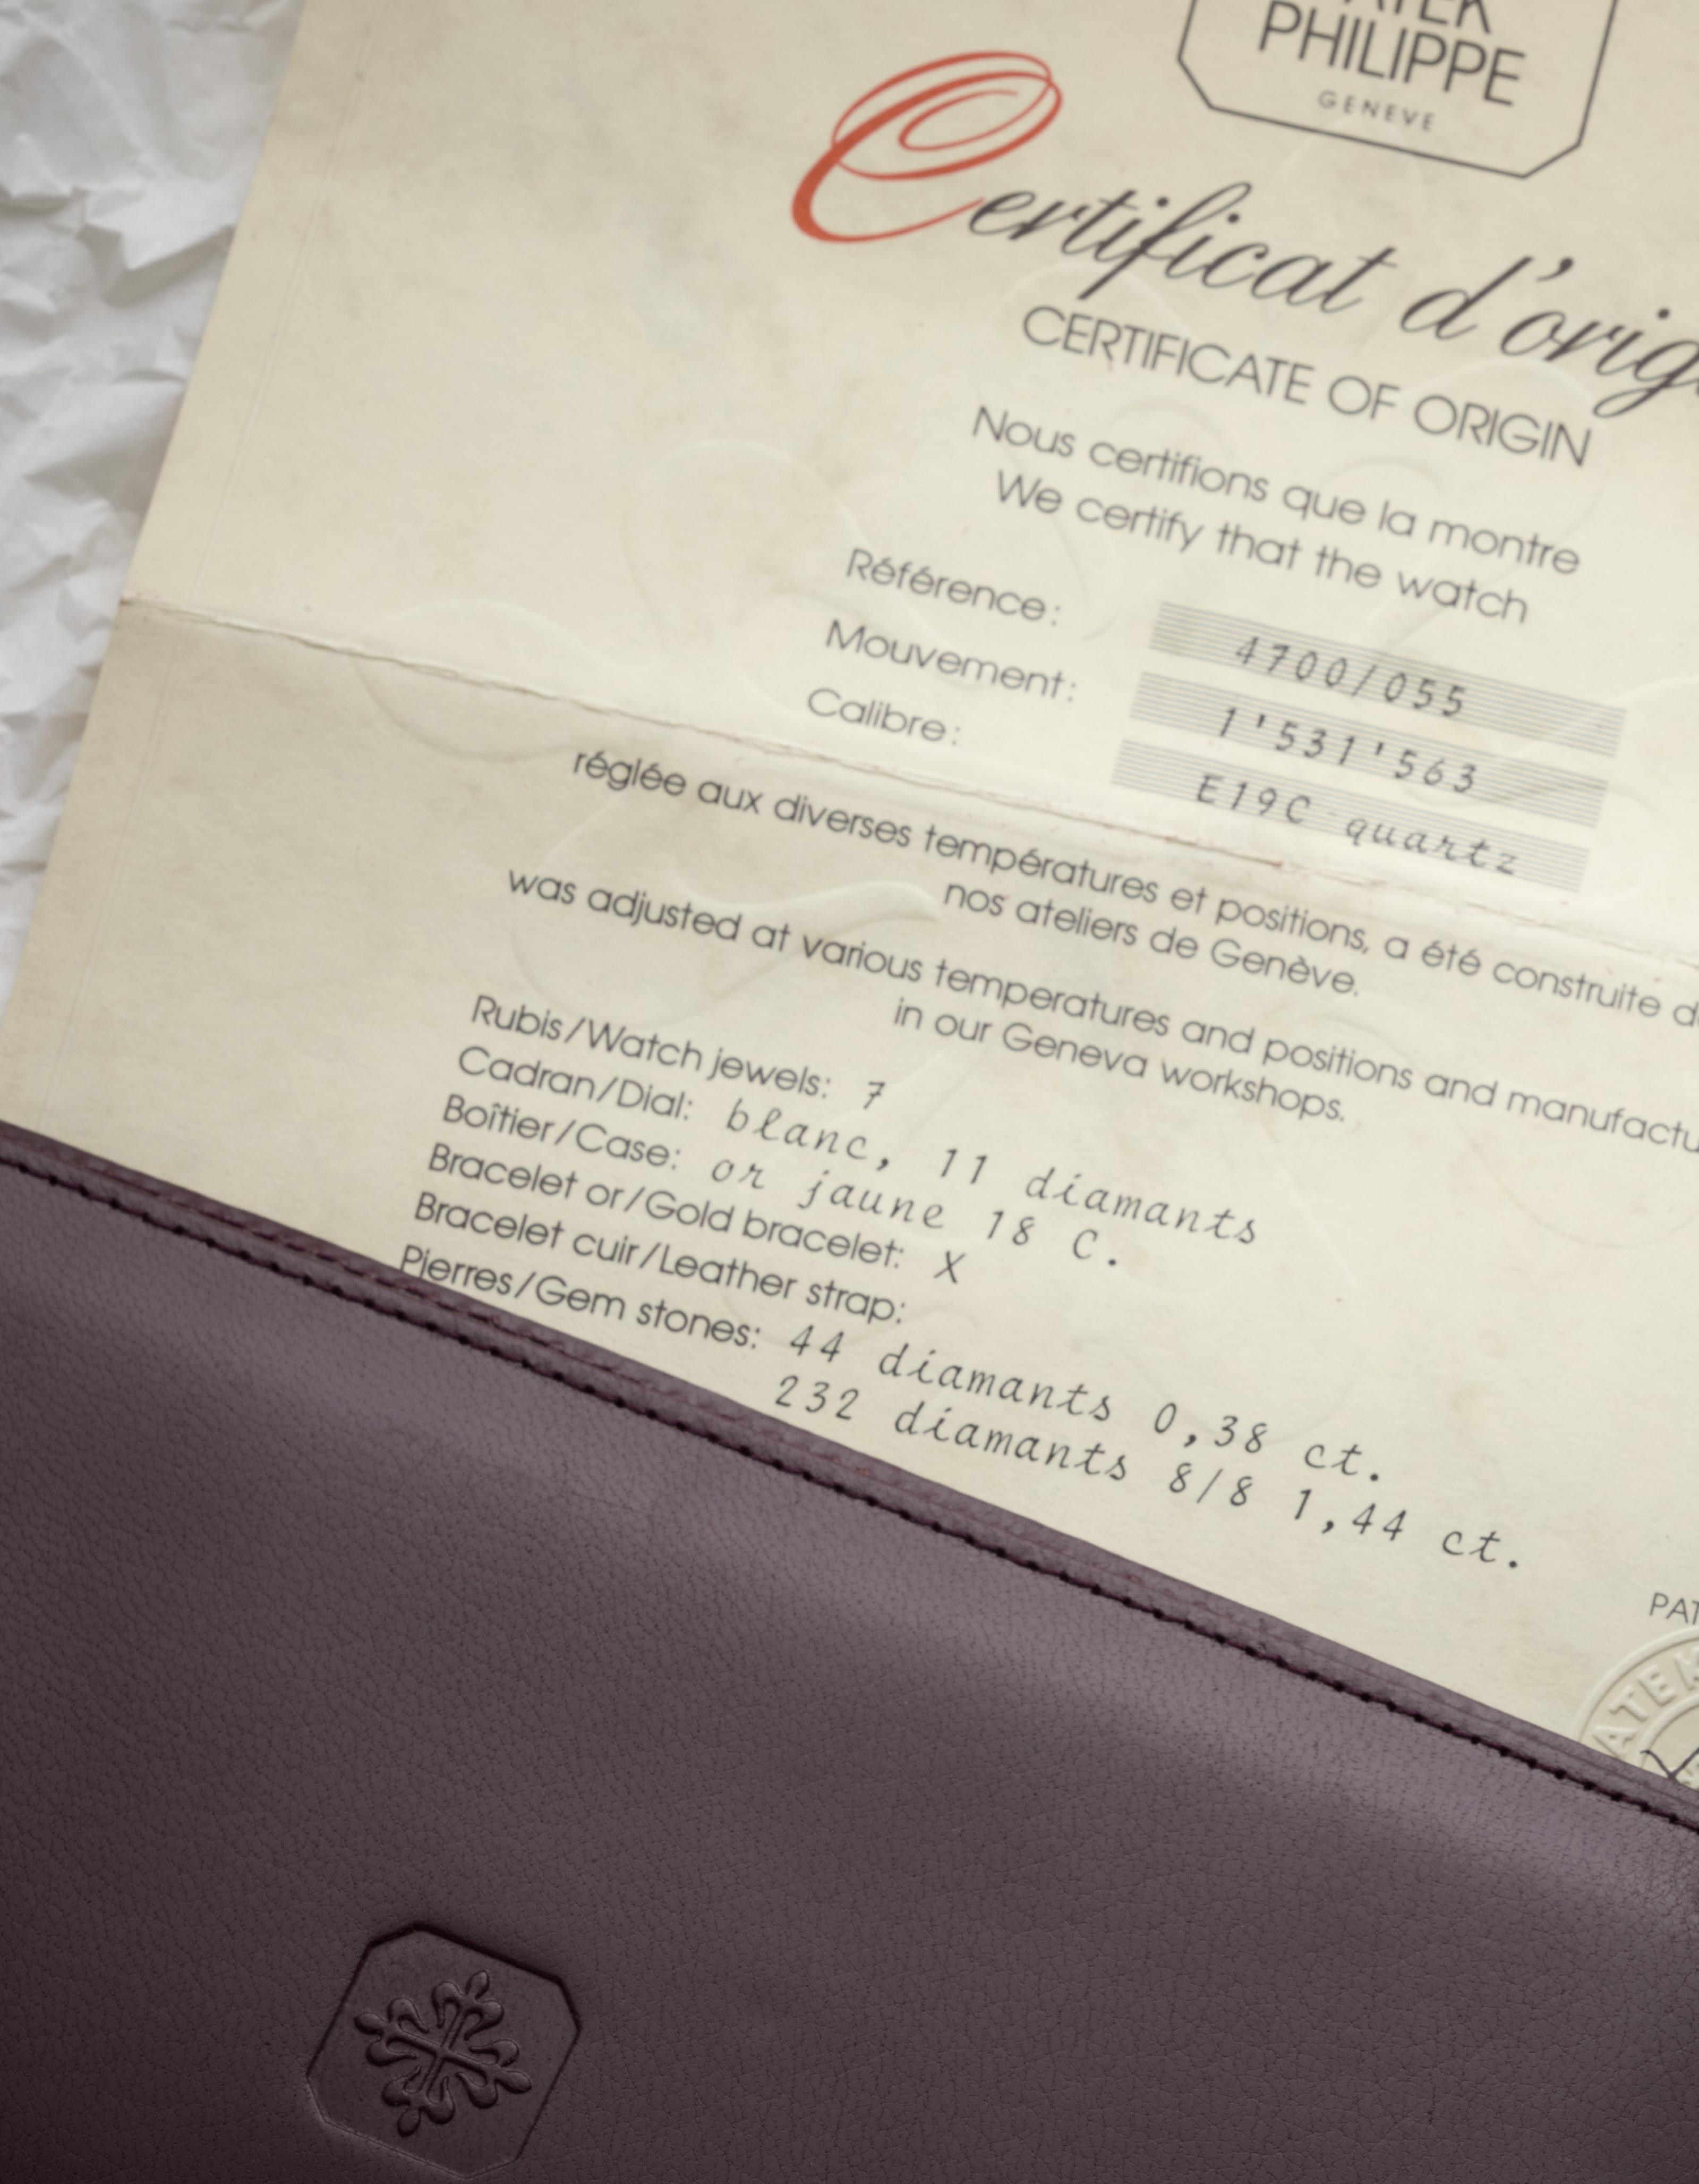 PHILIPPE
GENEVE
Certificat d'orig
CERTIFICATE OF ORIGIN
Nous certifions que la montre
We certify that the watch
Référence: 4700/055
Mouvement: 1'531'563
Calibre: E19C quartz
réglée aux diverses températures et positions, a été construite d
nos ateliers de Genève.
was adjusted at various temperatures and positions and manufactu
in our Geneva workshops.
Rubis/Watch jewels: 7
Cadran/Dial: blanc, 11 diamants
Boîtier/Case: or jaune 18 C.
Bracelet or/Gold bracelet: X
Bracelet cuir/Leather strap:
Pierres/Gem stones: 44 diamants 0,38 ct.
232 diamants 8/8 1,44 ct.
PAT
ATEK